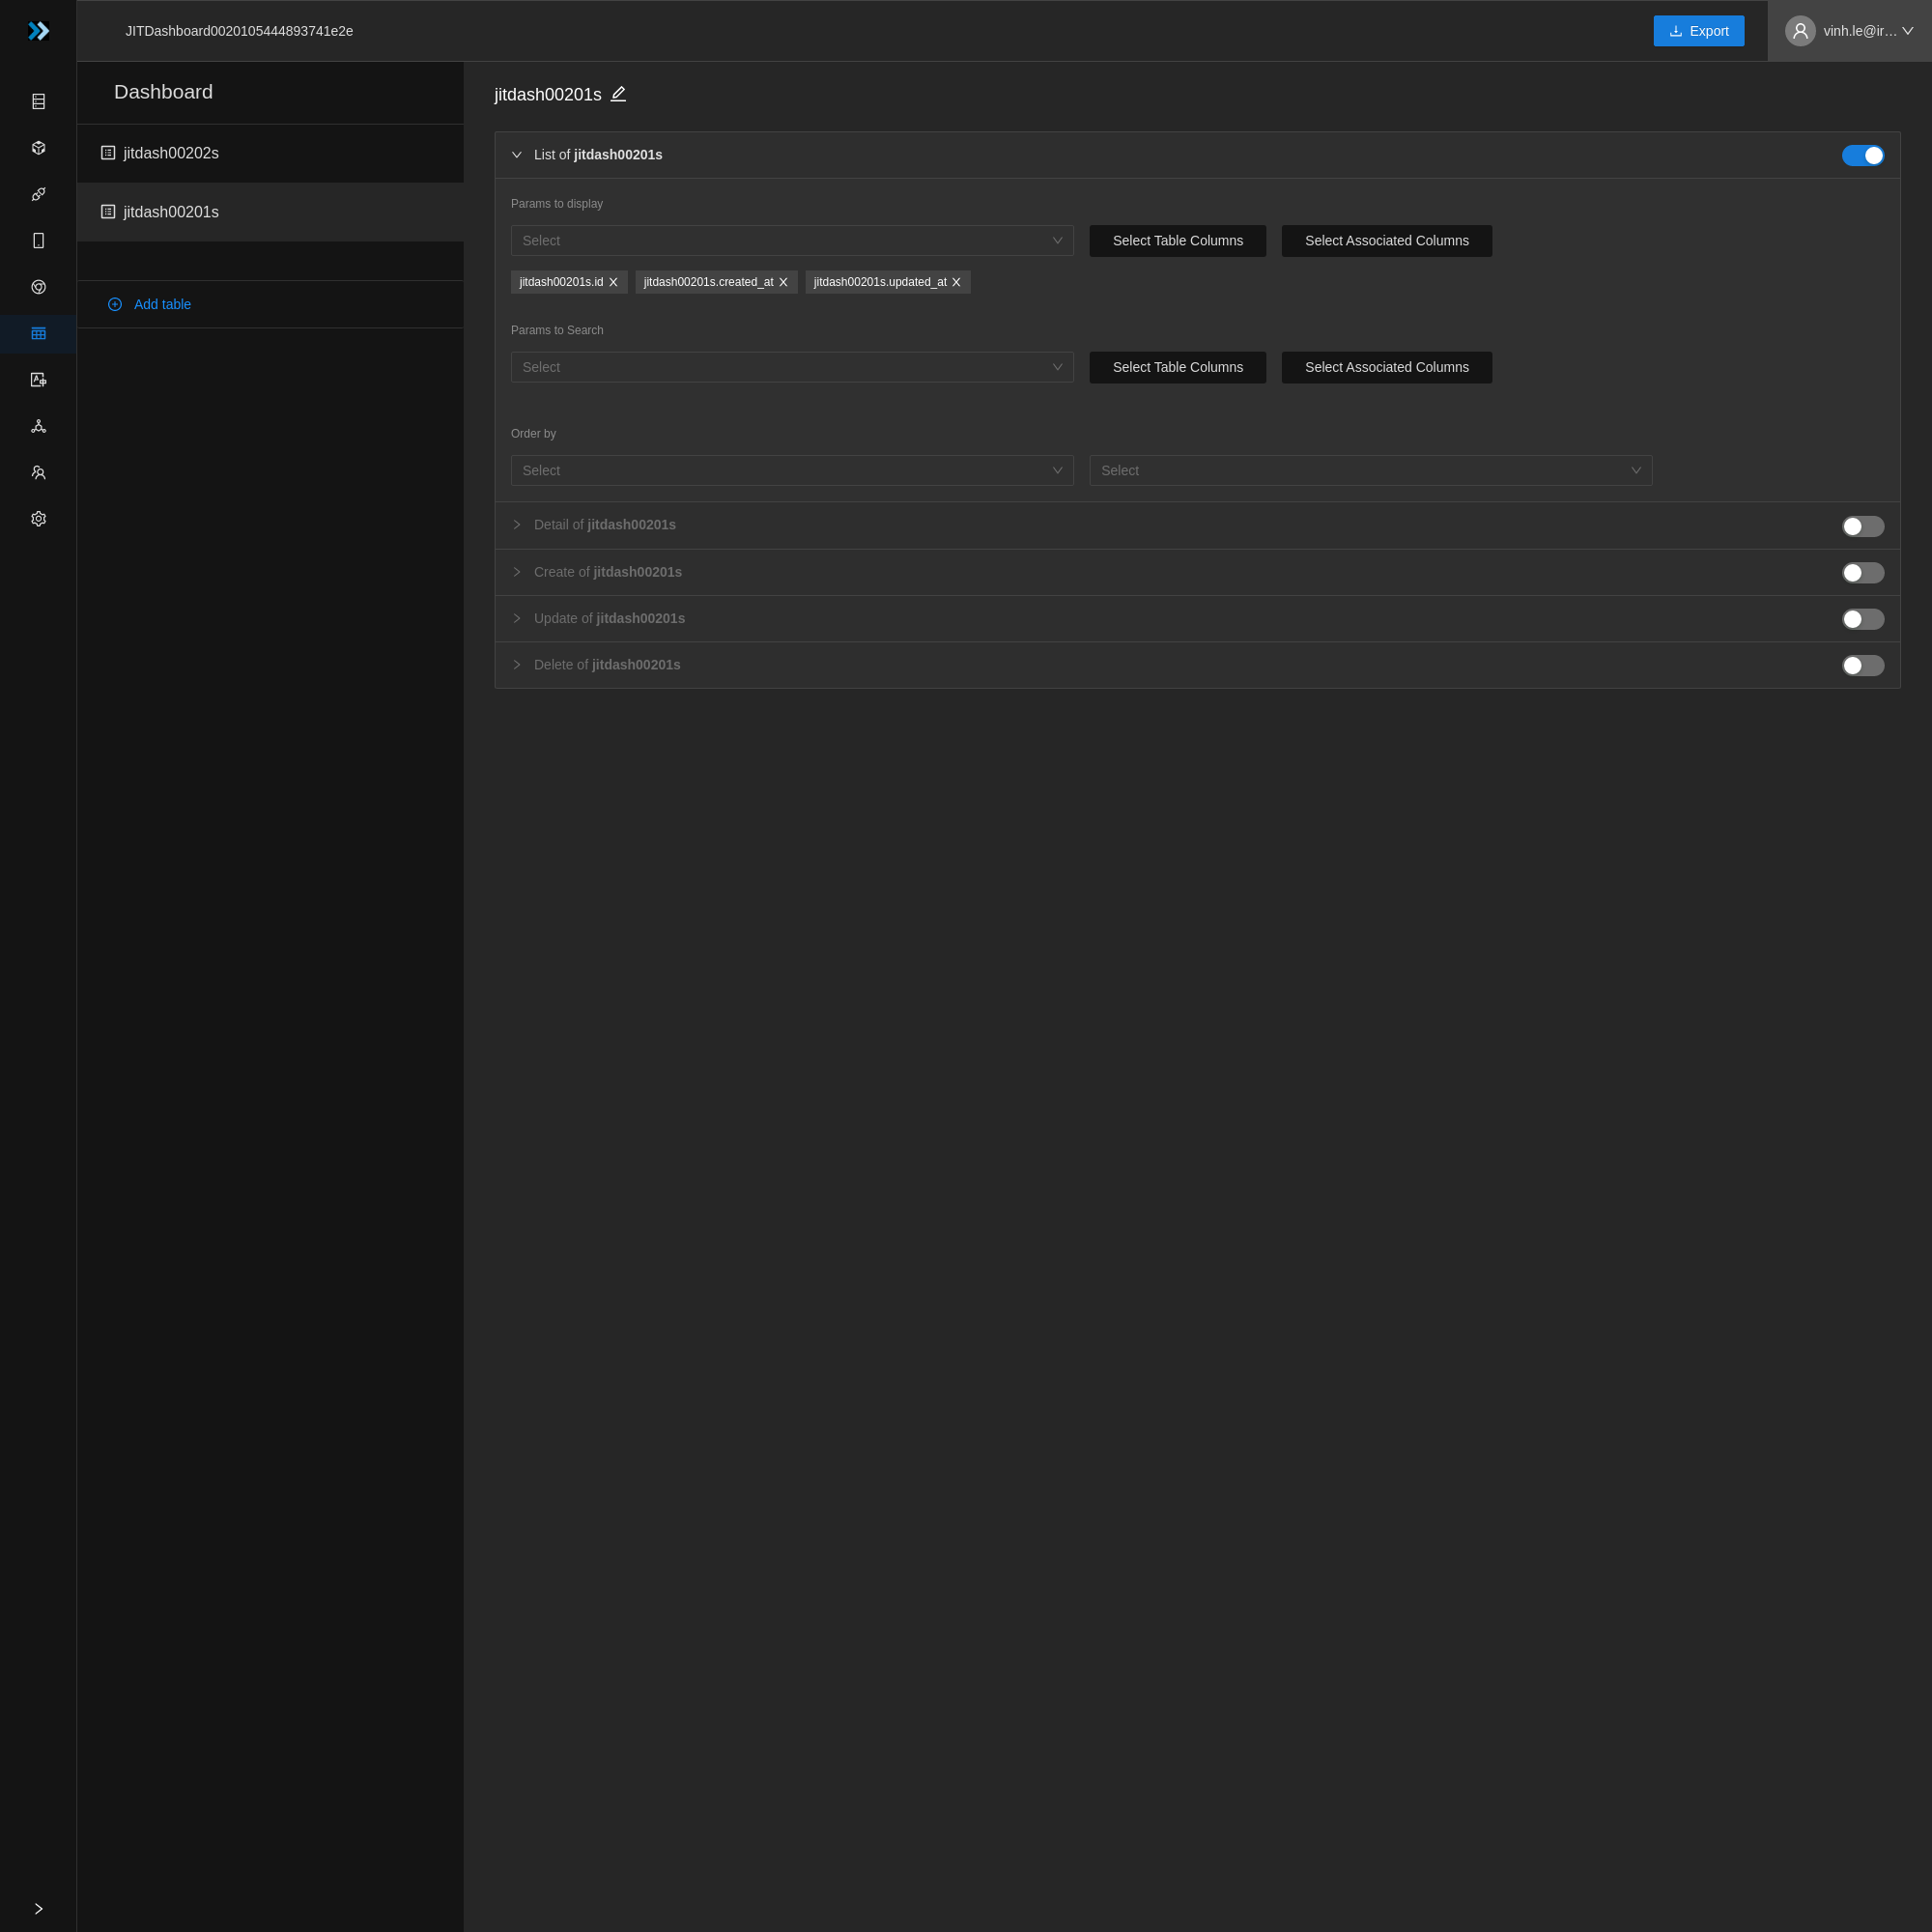 JITDashboard0020105444893741e2e
Export
vinh.le@ir…
Dashboard
jitdash00202s
jitdash00201s
Add table
jitdash00201s
List of jitdash00201s
Params to display
Select
Select Table Columns
Select Associated Columns
jitdash00201s.id
jitdash00201s.created_at
jitdash00201s.updated_at
Params to Search
Select
Select Table Columns
Select Associated Columns
Order by
Select
Select
Detail of jitdash00201s
Create of jitdash00201s
Update of jitdash00201s
Delete of jitdash00201s